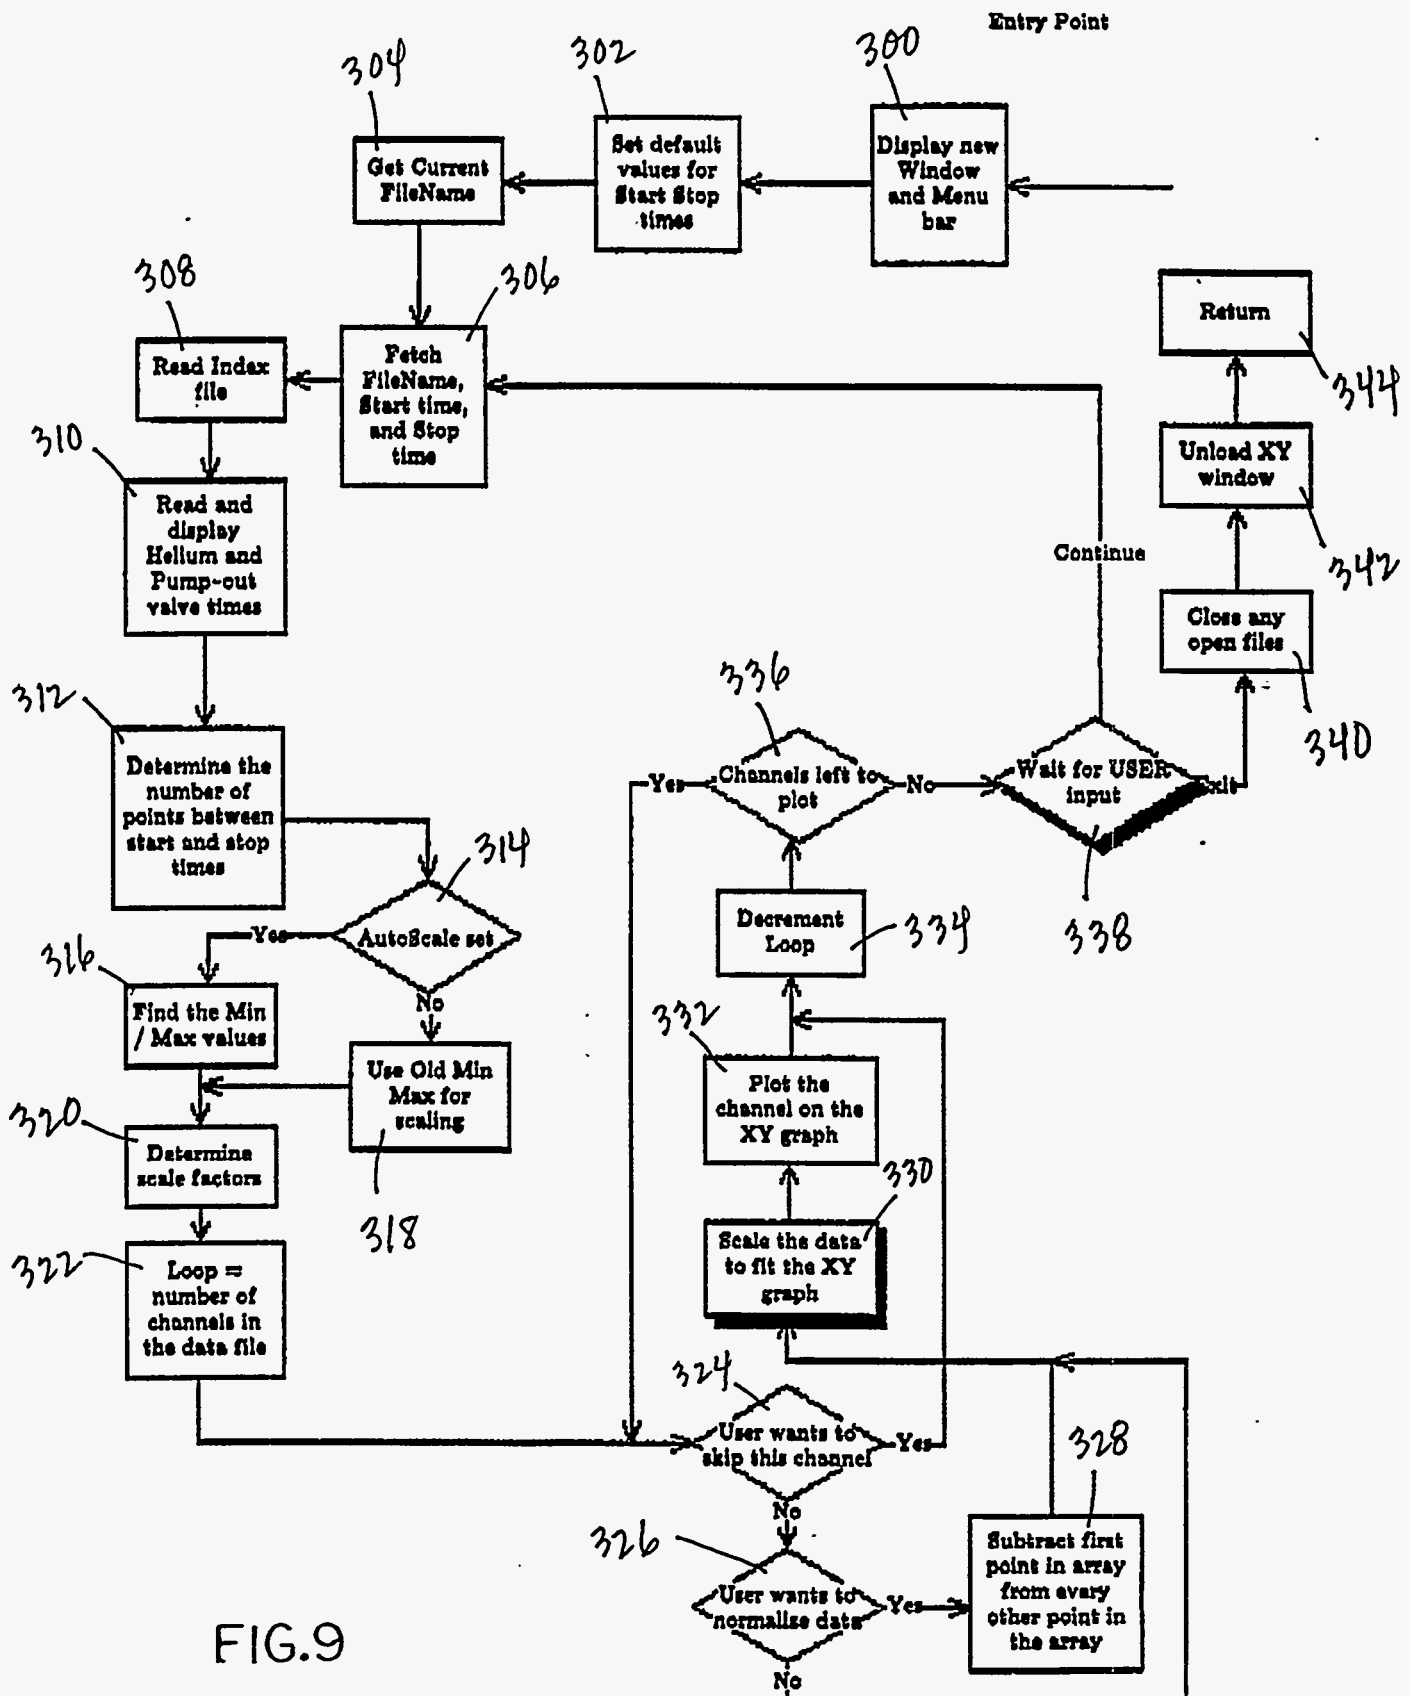 Entry Point
300
Display new
Window
and Menu
bar
302
Set default
values for
Start Stop
times
304
Get Current
FileName
306
Fetch
FileName,
Start time,
and Stop
time
308
Read Index
file
310
Read and
display
Helium and
Pump-out
valve times
312
Determine the
number of
points between
start and stop
times
314
AutoScale set
Yes
No
316
Find the Min
/ Max values
Use Old Min
Max for
scaling
318
320
Determine
scale factors
322
Loop =
number of
channels in
the data file
324
User wants to
skip this channel
Yes
No
326
User wants to
normalise data
Yes
No
328
Subtract first
point in array
from every
other point in
the array
330
Scale the data
to fit the XY
graph
332
Plot the
channel on the
XY graph
Decrement
Loop
334
336
Channels left to
plot
Yes
No
Wait for USER
input
338
Continue
xit
Close any
open files
340
Unload XY
window
342
Return
344
FIG.9